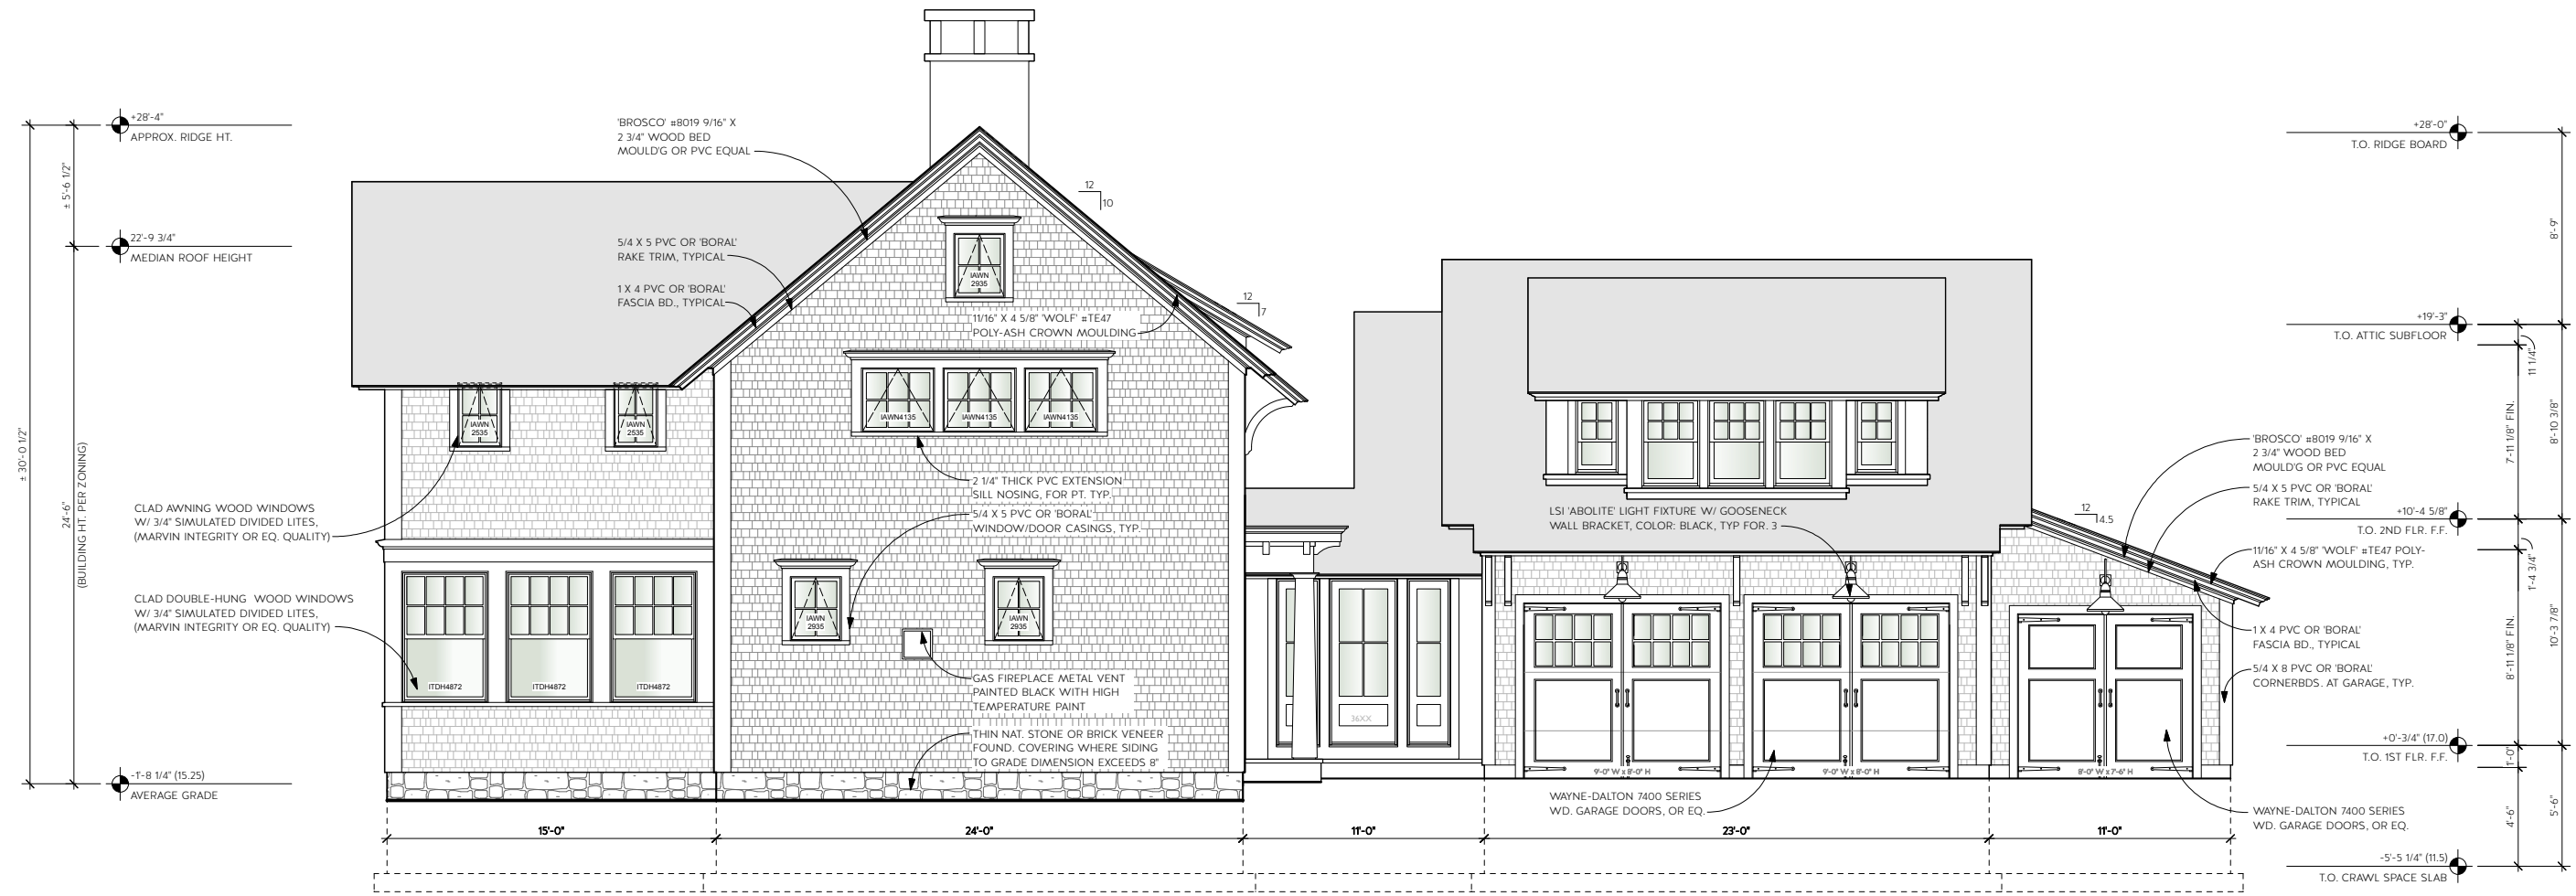 +28'-4"
APPROX. RIDGE HT.
± 5'-6 1/2"
22'-9 3/4"
MEDIAN ROOF HEIGHT
± 30'-0 1/2"
24'-6"
(BUILDING HT. PER ZONING)
CLAD AWNING WOOD WINDOWS
W/ 3/4" SIMULATED DIVIDED LITES,
(MARVIN INTEGRITY OR EQ. QUALITY)
CLAD DOUBLE-HUNG WOOD WINDOWS
W/ 3/4" SIMULATED DIVIDED LITES,
(MARVIN INTEGRITY OR EQ. QUALITY)
-1'-8 1/4" (15.25)
AVERAGE GRADE
'BROSCO' #8019 9/16" X
2 3/4" WOOD BED
MOULD'G OR PVC EQUAL
5/4 X 5 PVC OR 'BORAL'
RAKE TRIM, TYPICAL
1 X 4 PVC OR 'BORAL'
FASCIA BD., TYPICAL
12
10
12
7
IAWN
2935
11/16" X 4 5/8" 'WOLF' #TE47
POLY-ASH CROWN MOULDING
IAWN
2535
IAWN
2535
IAWN4135
IAWN4135
IAWN4135
2 1/4" THICK PVC EXTENSION
SILL NOSING, FOR PT. TYP.
5/4 X 5 PVC OR 'BORAL'
WINDOW/DOOR CASINGS, TYP.
IAWN
2935
IAWN
2935
ITDH4872
ITDH4872
ITDH4872
GAS FIREPLACE METAL VENT
PAINTED BLACK WITH HIGH
TEMPERATURE PAINT
THIN NAT. STONE OR BRICK VENEER
FOUND. COVERING WHERE SIDING
TO GRADE DIMENSION EXCEEDS 8"
36XX
LSI 'ABOLITE' LIGHT FIXTURE W/ GOOSENECK
WALL BRACKET, COLOR: BLACK, TYP FOR. 3
9'-0" W x 8'-0" H
9'-0" W x 8'-0" H
8'-0" W x 7'-6" H
WAYNE-DALTON 7400 SERIES
WD. GARAGE DOORS, OR EQ.
15'-0"
24'-0"
11'-0"
23'-0"
11'-0"
12
4.5
'BROSCO' #8019 9/16" X
2 3/4" WOOD BED
MOULD'G OR PVC EQUAL
5/4 X 5 PVC OR 'BORAL'
RAKE TRIM, TYPICAL
11/16" X 4 5/8" 'WOLF' #TE47 POLY-
ASH CROWN MOULDING, TYP.
1 X 4 PVC OR 'BORAL'
FASCIA BD., TYPICAL
5/4 X 8 PVC OR 'BORAL'
CORNERBDS. AT GARAGE, TYP.
WAYNE-DALTON 7400 SERIES
WD. GARAGE DOORS, OR EQ.
+28'-0"
T.O. RIDGE BOARD
8'-9"
+19'-3"
T.O. ATTIC SUBFLOOR
11 1/4"
7'-11 1/8" FIN.
8'-10 3/8"
+10'-4 5/8"
T.O. 2ND FLR. F.F.
1'-4 3/4"
8'-11 1/8" FIN.
10'-3 7/8"
+0'-3/4" (17.0)
T.O. 1ST FLR. F.F.
1'-0"
4'-6"
5'-6"
-5'-5 1/4" (11.5)
T.O. CRAWL SPACE SLAB